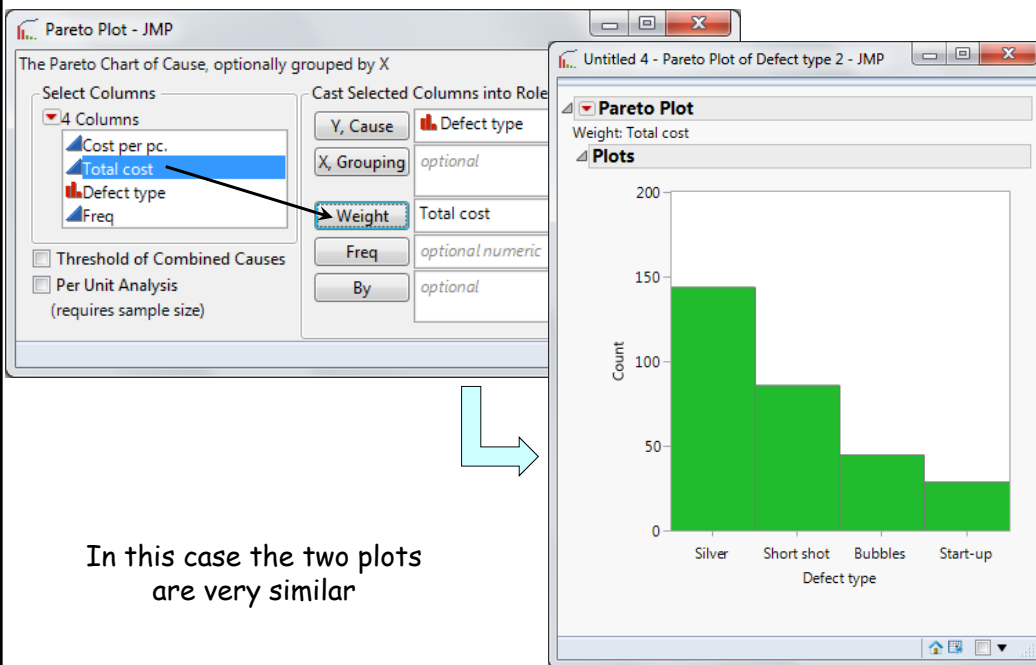 Pareto Plot - JMP
The Pareto Chart of Cause, optionally grouped by X
Select Columns
4 Columns
Cost per pc.
Total cost
Defect type
Freq
Threshold of Combined Causes
Per Unit Analysis
(requires sample size)
Cast Selected Columns into Role
Y, Cause
Defect type
X, Grouping
optional
Weight
Total cost
Freq
optional numeric
By
optional
Untitled 4 - Pareto Plot of Defect type 2 - JMP
Pareto Plot
Weight: Total cost
Plots
200
150
100
50
0
Count
Silver Short shot Bubbles Start-up
Defect type
In this case the two plots
are very similar